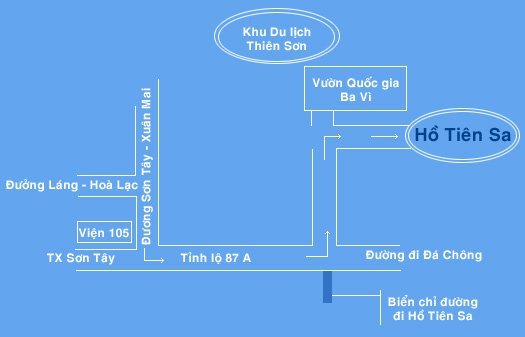 Khu Du lịch
Thiên Sơn
Vườn Quốc gia
Ba Vì
Hồ Tiên Sa
Đương Sơn Tây - Xuân Mai
Đưởng Láng - Hoà Lạc
Viện 105
TX Sơn Tây
Tỉnh lộ 87 A
Đường đi Đá Chông
Biển chỉ đường
đi Hồ Tiên Sa